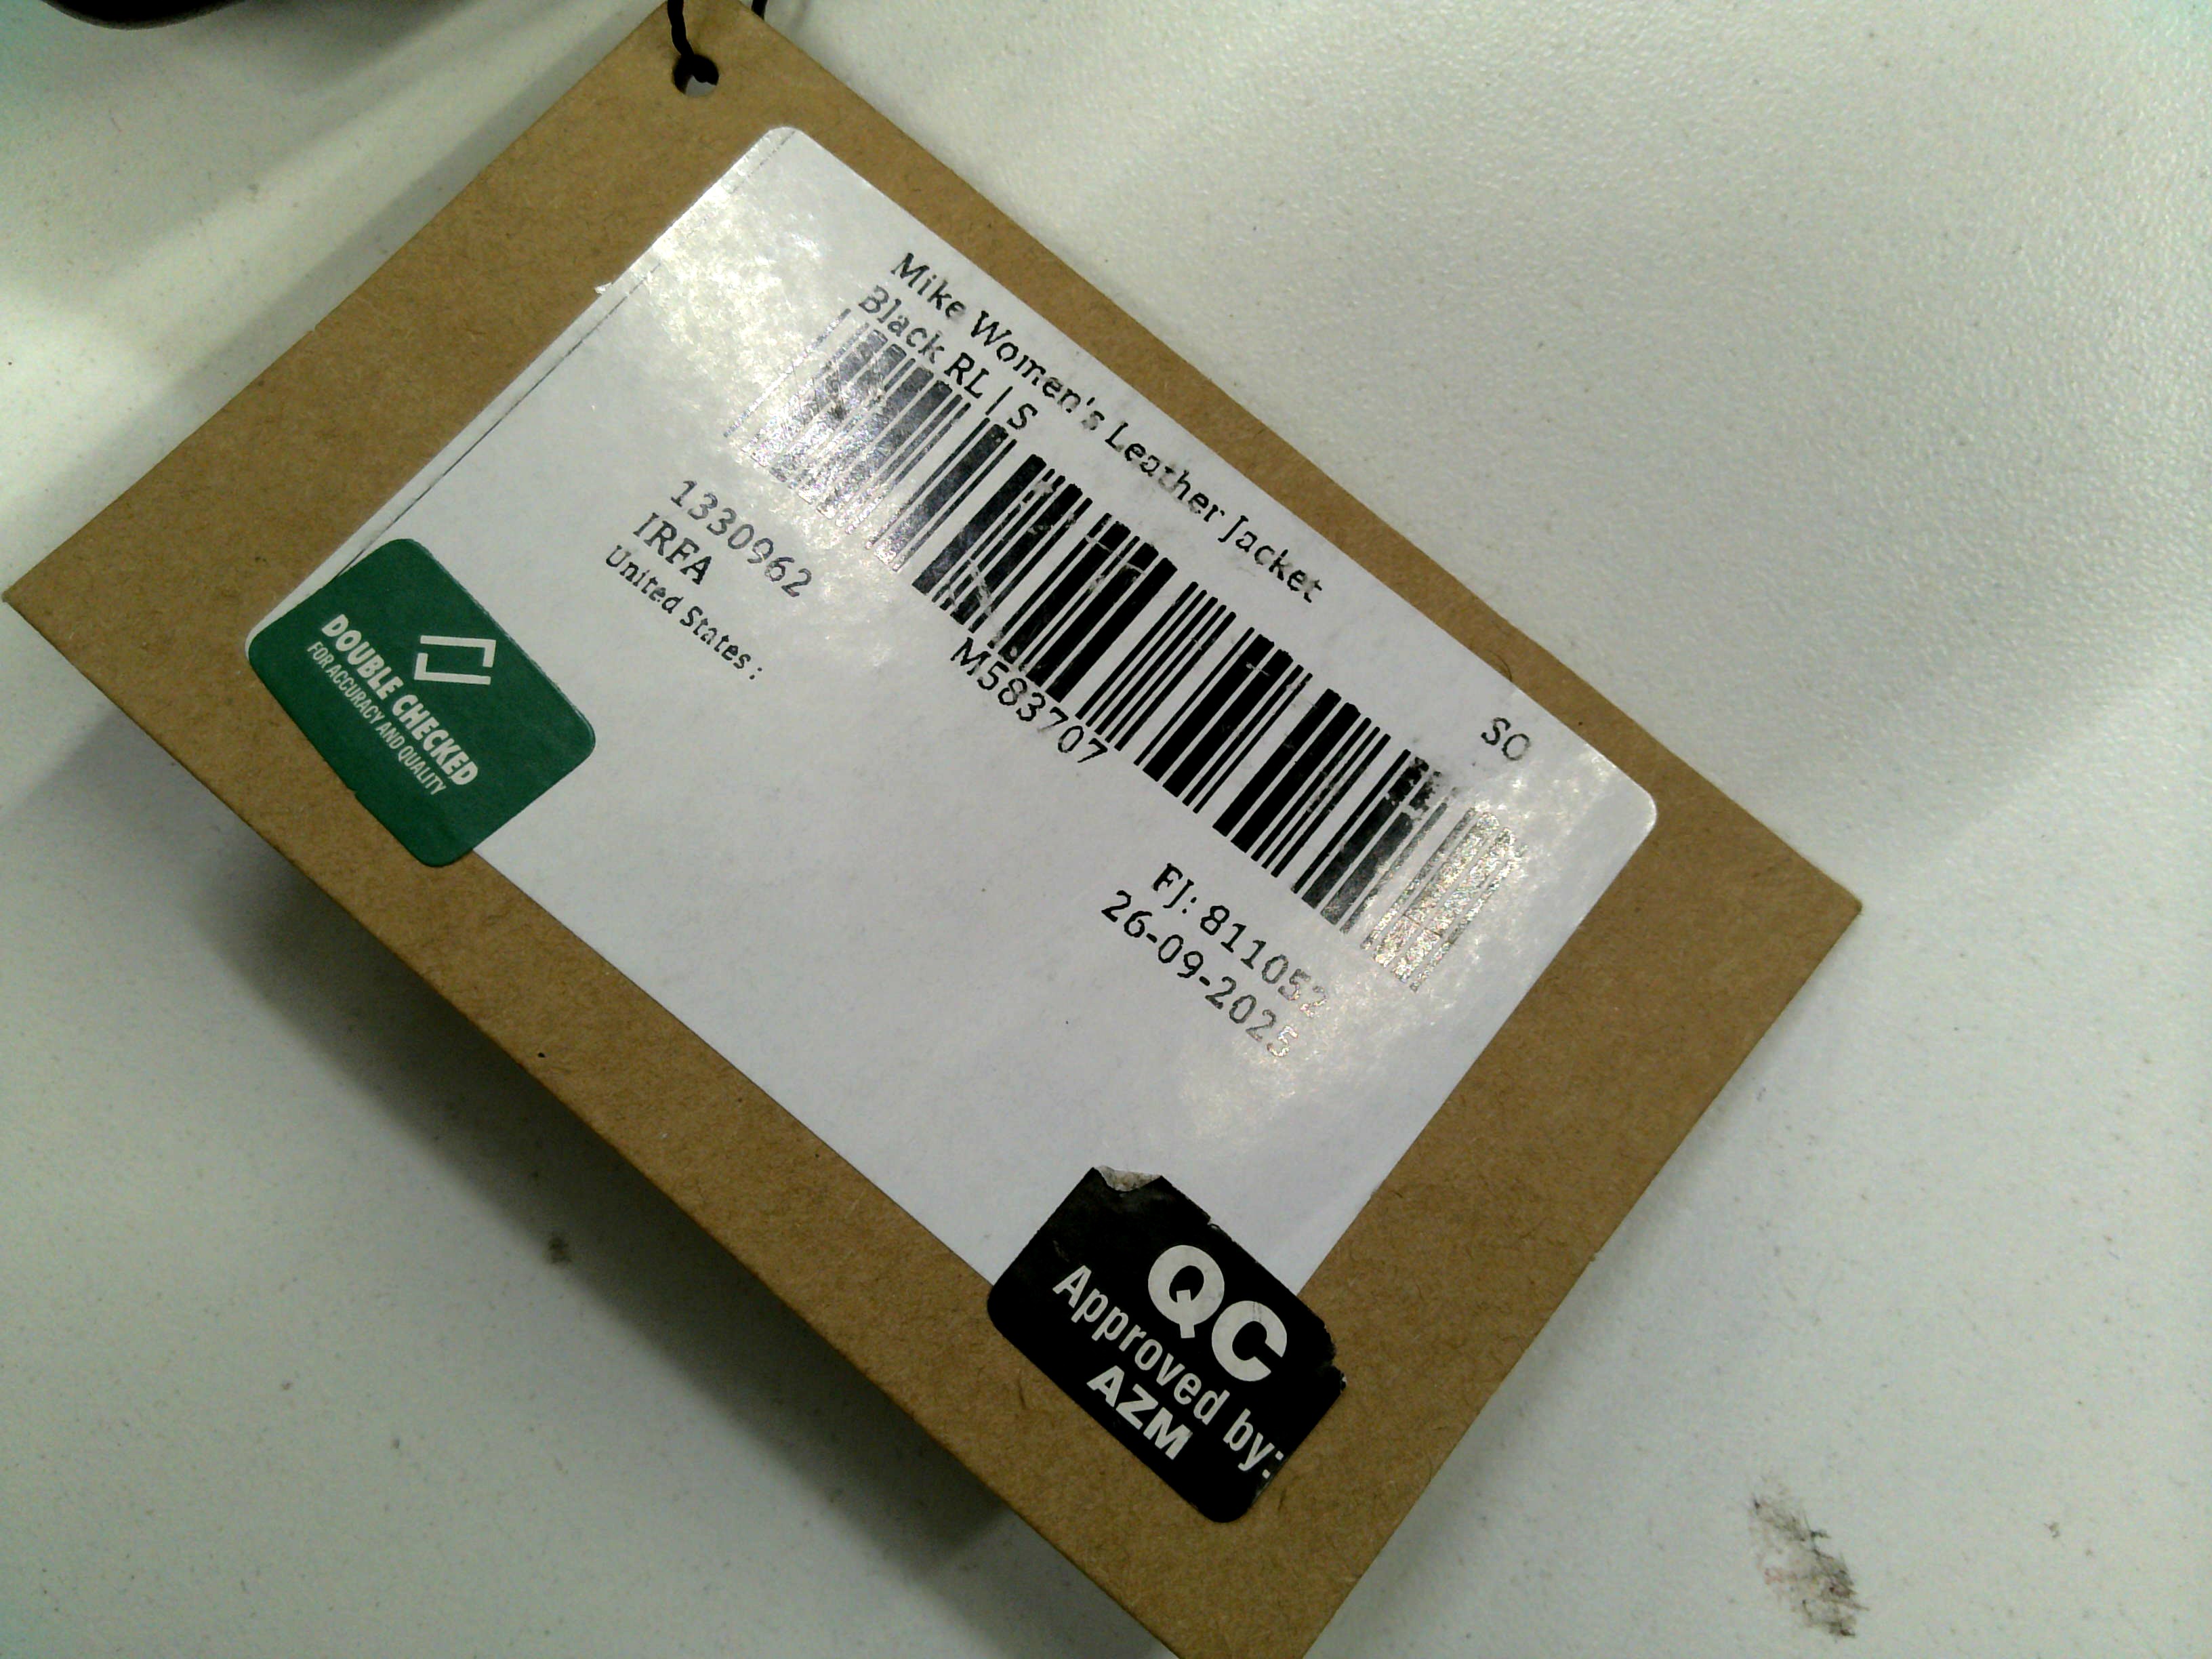 Mike Women's Leather Jacket
Black RL | S
SO
M583707
1330962
IRFA
United States :
FJ: 811052
26-09-2025
DOUBLE CHECKED
FOR ACCURACY AND QUALITY
QC
Approved by:
AZM